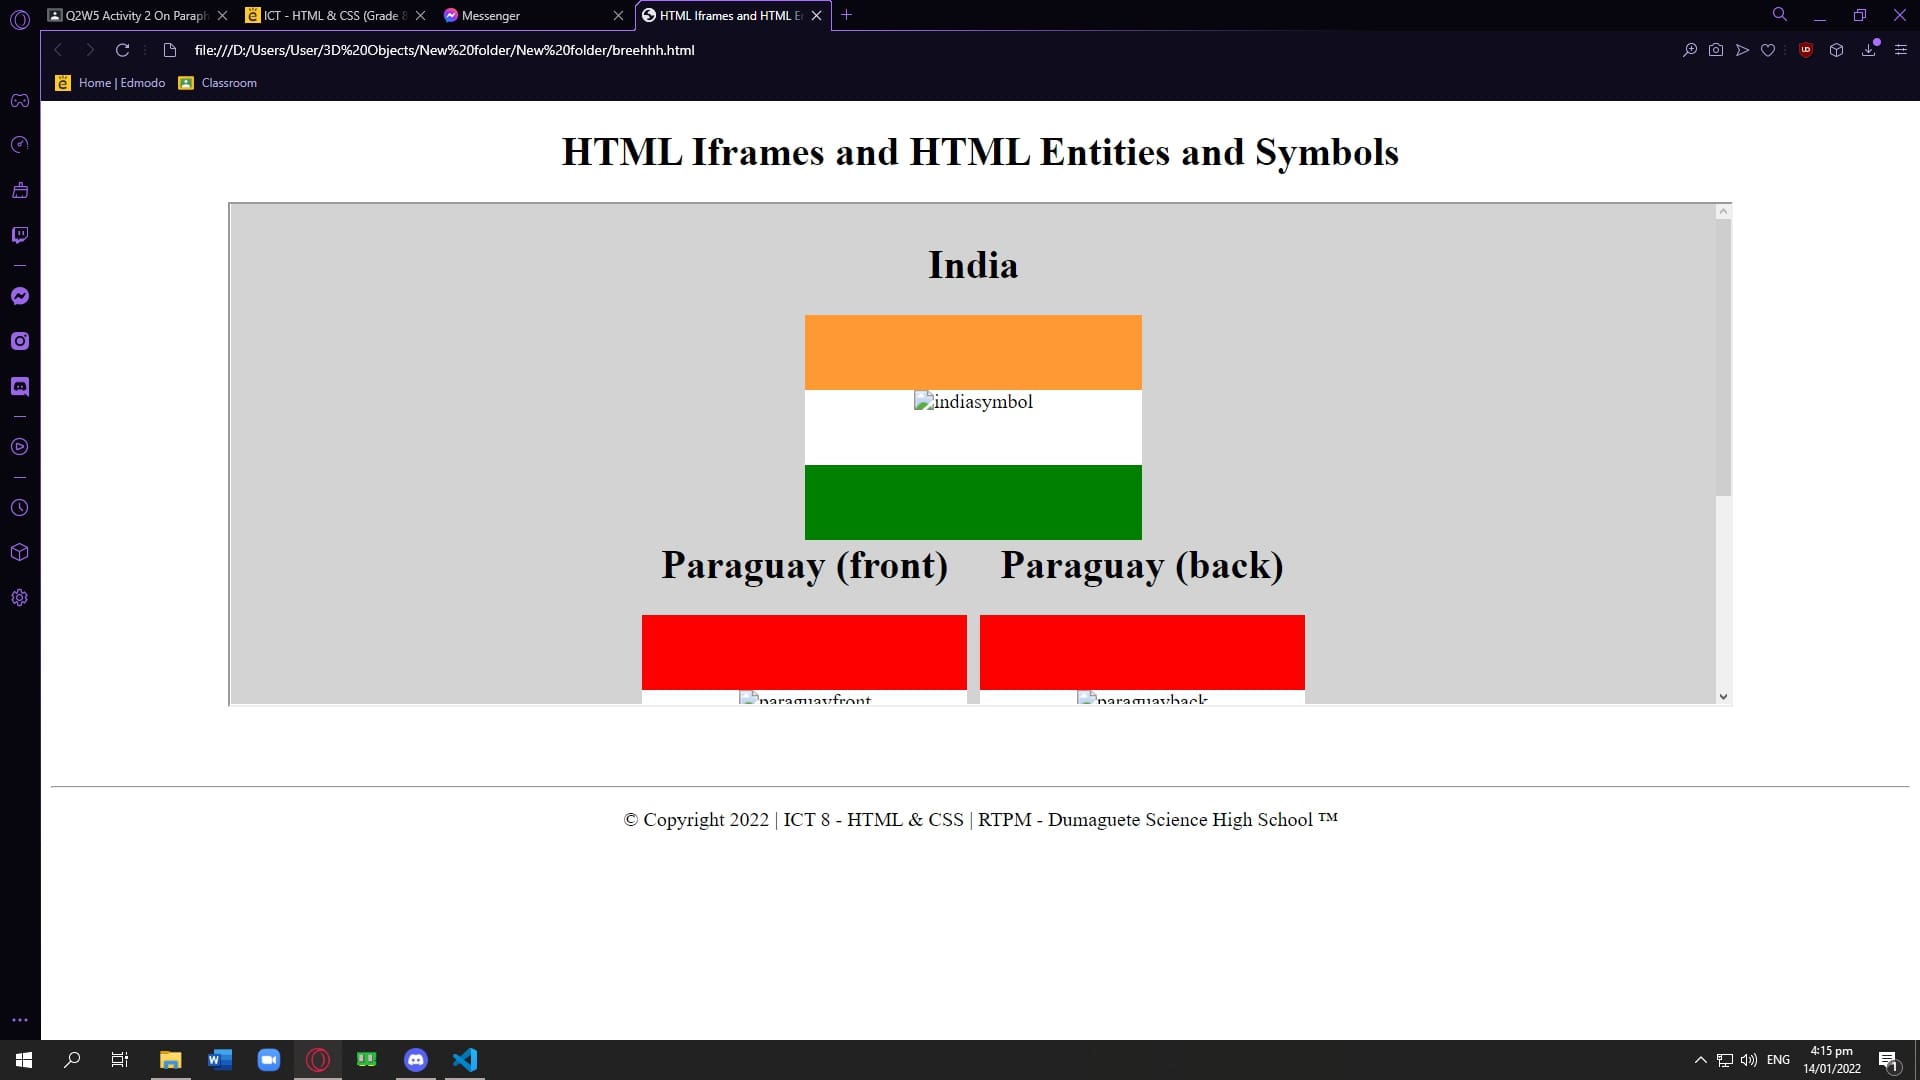 Q2W5 Activity 2 On Paraph
ICT - HTML & CSS (Grade 8
Messenger
HTML Iframes and HTML E
file:///D:/Users/User/3D%20Objects/New%20folder/New%20folder/breehhh.html
Home | Edmodo
Classroom
HTML Iframes and HTML Entities and Symbols
India
indiasymbol
Paraguay (front) Paraguay (back)
paraguayfront paraguayback
© Copyright 2022 | ICT 8 - HTML & CSS | RTPM - Dumaguete Science High School ™
ENG
4:15 pm
14/01/2022
1